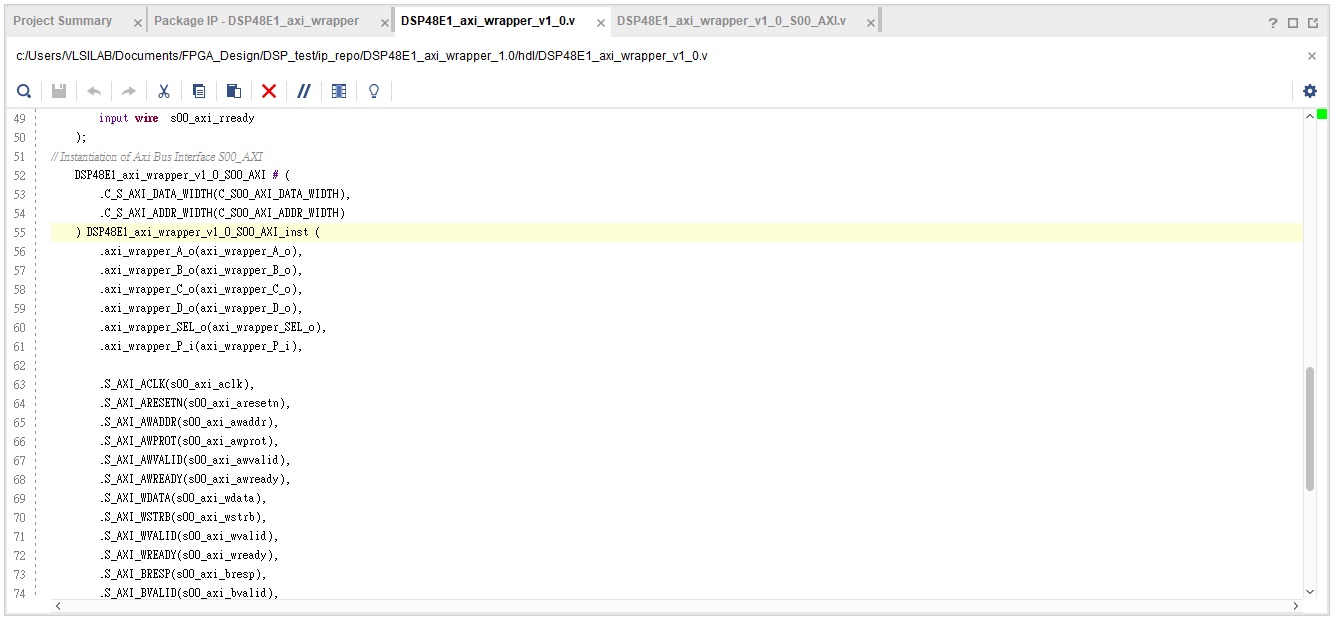 Project Summary × Package IP - DSP48E1_axi_wrapper × DSP48E1_axi_wrapper_v1_0.v × DSP48E1_axi_wrapper_v1_0_S00_AXI.v × ?
c:/Users/VLSILAB/Documents/FPGA_Design/DSP_test/ip_repo/DSP48E1_axi_wrapper_1.0/hdl/DSP48E1_axi_wrapper_v1_0.v ×
49 input wire s00_axi_rready
50 );
51 // Instantiation of Axi Bus Interface S00_AXI
52 DSP48E1_axi_wrapper_v1_0_S00_AXI # (
53 .C_S_AXI_DATA_WIDTH(C_S00_AXI_DATA_WIDTH),
54 .C_S_AXI_ADDR_WIDTH(C_S00_AXI_ADDR_WIDTH)
55 ) DSP48E1_axi_wrapper_v1_0_S00_AXI_inst (
56 .axi_wrapper_A_o(axi_wrapper_A_o),
57 .axi_wrapper_B_o(axi_wrapper_B_o),
58 .axi_wrapper_C_o(axi_wrapper_C_o),
59 .axi_wrapper_D_o(axi_wrapper_D_o),
60 .axi_wrapper_SEL_o(axi_wrapper_SEL_o),
61 .axi_wrapper_P_i(axi_wrapper_P_i),
62
63 .S_AXI_ACLK(s00_axi_aclk),
64 .S_AXI_ARESETN(s00_axi_aresetn),
65 .S_AXI_AWADDR(s00_axi_awaddr),
66 .S_AXI_AWPROT(s00_axi_awprot),
67 .S_AXI_AWVALID(s00_axi_awvalid),
68 .S_AXI_AWREADY(s00_axi_awready),
69 .S_AXI_WDATA(s00_axi_wdata),
70 .S_AXI_WSTRB(s00_axi_wstrb),
71 .S_AXI_WVALID(s00_axi_wvalid),
72 .S_AXI_WREADY(s00_axi_wready),
73 .S_AXI_BRESP(s00_axi_bresp),
74 .S_AXI_BVALID(s00_axi_bvalid),